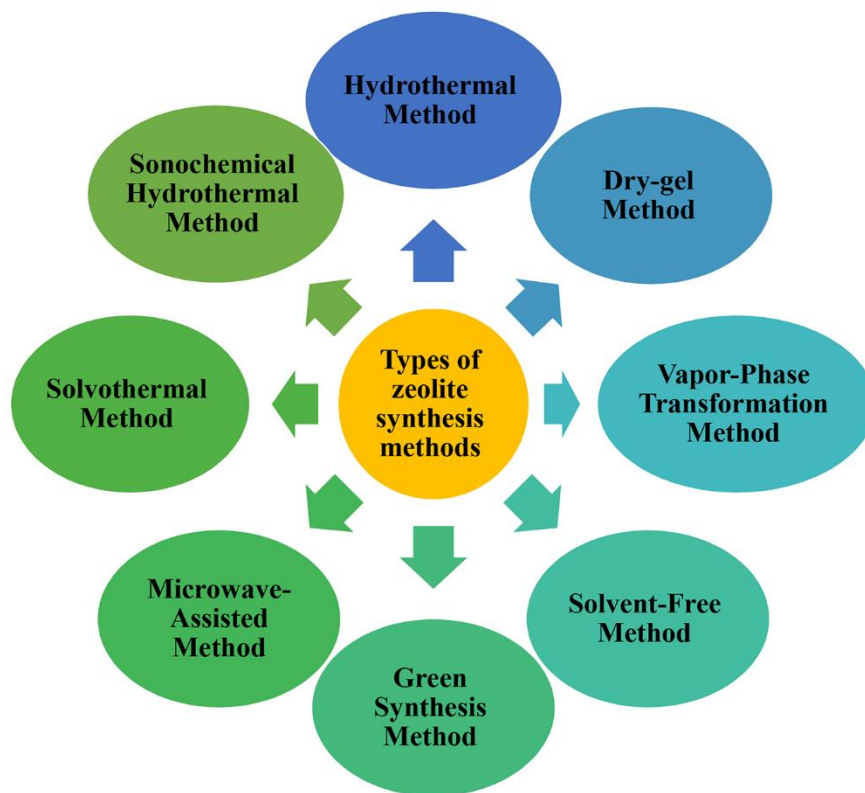 Hydrothermal
Method
Dry-gel
Method
Vapor-Phase
Transformation
Method
Solvent-Free
Method
Green
Synthesis
Method
Microwave-
Assisted
Method
Solvothermal
Method
Sonochemical
Hydrothermal
Method
Types of
zeolite
synthesis
methods